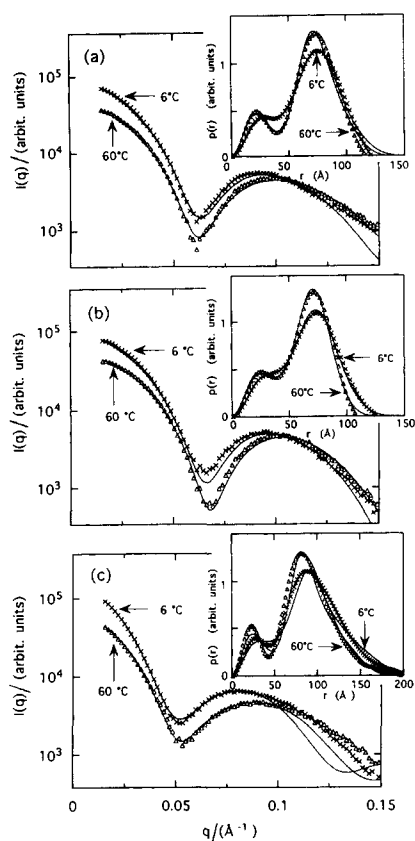 (a)
I(q)/(arbit. units)
10⁵
10⁴
10³
6°C
60°C
p(r) (arbit. units)
1
0
6°C
60°C
0 50 100 150
r (Å)
(b)
I(q)/(arbit. units)
10⁵
10⁴
10³
6°C
60 °C
p(r) (arbit. units)
1
0
6°C
60°C
0 50 100 150
r (Å)
(c)
I(q)/(arbit. units)
10⁵
10⁴
10³
6 °C
60 °C
p(r) (arbit. units)
1
0
6°C
60°C
0 50 100 150 200
r (Å)
0 0.05 0.1 0.15
q/(Å⁻¹)